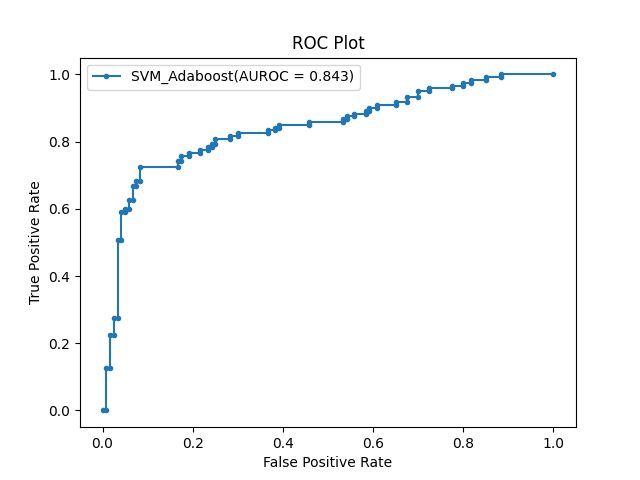 ROC Plot
SVM_Adaboost(AUROC = 0.843)
True Positive Rate
1.0
0.8
0.6
0.4
0.2
0.0
0.0 0.2 0.4 0.6 0.8 1.0
False Positive Rate